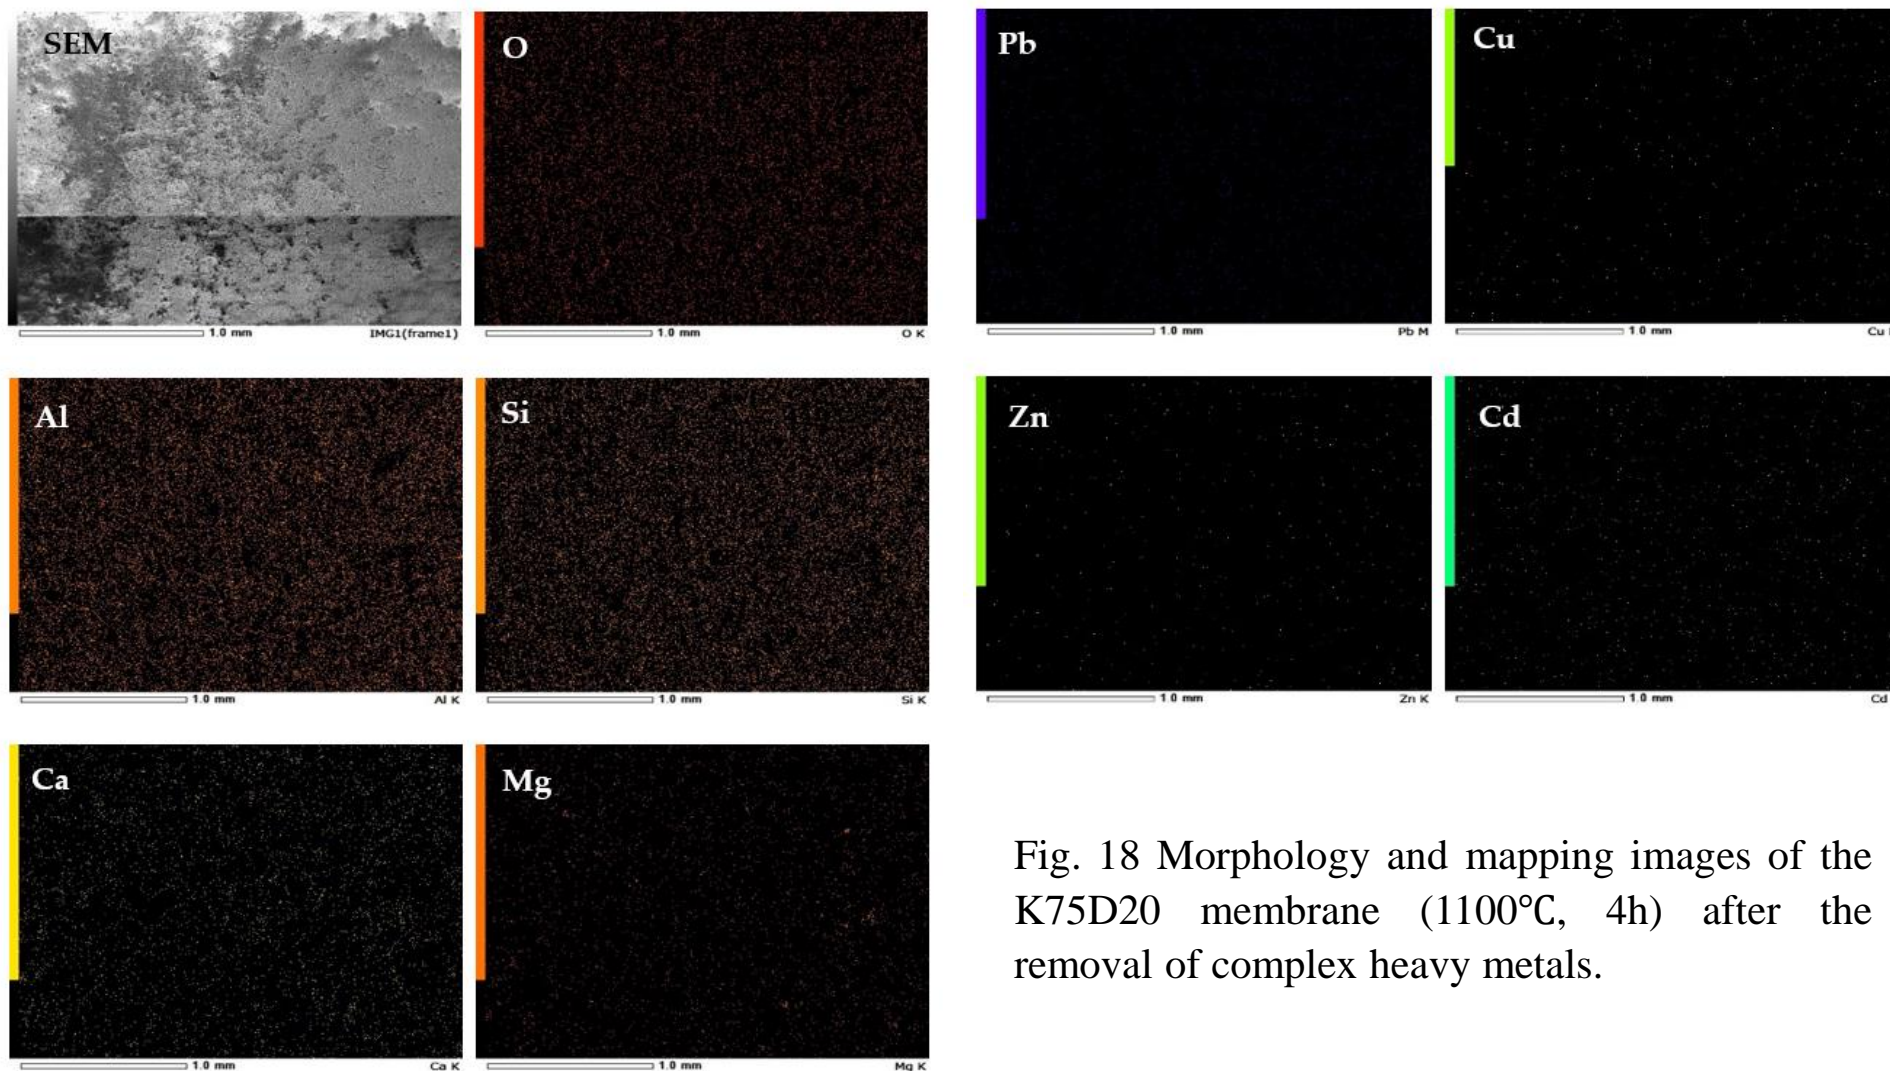 SEM
1.0 mm
IMG1(frame1)
O
1.0 mm
O K
Pb
1.0 mm
Pb M
Cu
1.0 mm
Cu
Al
1.0 mm
Al K
Si
1.0 mm
Si K
Zn
1.0 mm
Zn K
Cd
1.0 mm
Cd
Ca
1.0 mm
Ca K
Mg
1.0 mm
Mg K
Fig. 18 Morphology and mapping images of the
K75D20 membrane (1100℃, 4h) after the
removal of complex heavy metals.